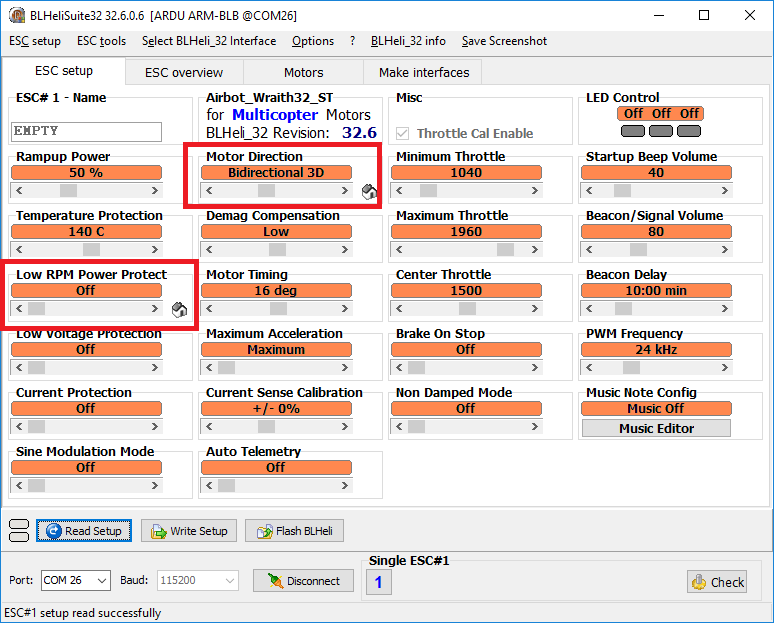 BLHeliSuite32 32.6.0.6  [ARDU ARM-BLB @COM26]
ESC setup ESC tools Select BLHeli_32 Interface Options ? BLHeli_32 info Save Screenshot
ESC setup ESC overview Motors Make interfaces
ESC# 1 - Name
EMPTY
Airbot_Wraith32_ST
for Multicopter Motors
BLHeli_32 Revision: 32.6
Misc
Throttle Cal Enable
LED Control
Off Off Off
Rampup Power
50 %
Motor Direction
Bidirectional 3D
Minimum Throttle
1040
Startup Beep Volume
40
Temperature Protection
140 C
Demag Compensation
Low
Maximum Throttle
1960
Beacon/Signal Volume
80
Low RPM Power Protect
Off
Motor Timing
16 deg
Center Throttle
1500
Beacon Delay
10:00 min
Low Voltage Protection
Off
Maximum Acceleration
Maximum
Brake On Stop
Off
PWM Frequency
24 kHz
Current Protection
Off
Current Sense Calibration
+/- 0%
Non Damped Mode
Off
Music Note Config
Music Off
Music Editor
Sine Modulation Mode
Off
Auto Telemetry
Off
Read Setup Write Setup Flash BLHeli
Single ESC#1
Port: COM 26 Baud: 115200 Disconnect 1 Check
ESC#1 setup read successfully